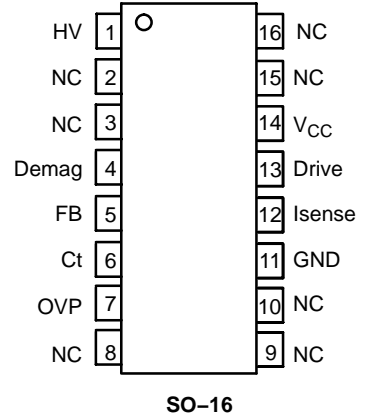 HV 1 16 NC
NC 2 15 NC
NC 3 14 VCC
Demag 4 13 Drive
FB 5 12 Isense
Ct 6 11 GND
OVP 7 10 NC
NC 8 9 NC
SO–16